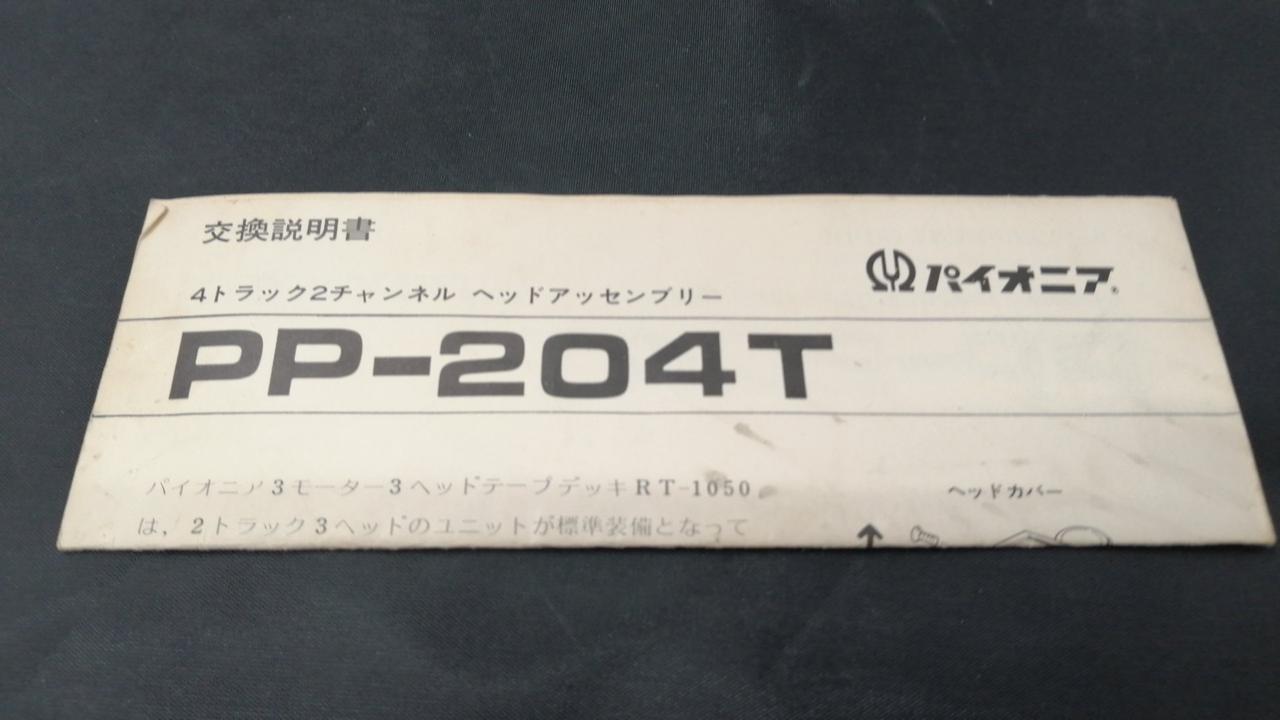 交換説明書
パイオニア®
4トラック2チャンネル ヘッドアッセンブリー
PP-204T
パイオニア3モーター3ヘッドテープデッキRT-1050
は,2トラック3ヘッドのユニットが標準装備となって
ヘッドカバー